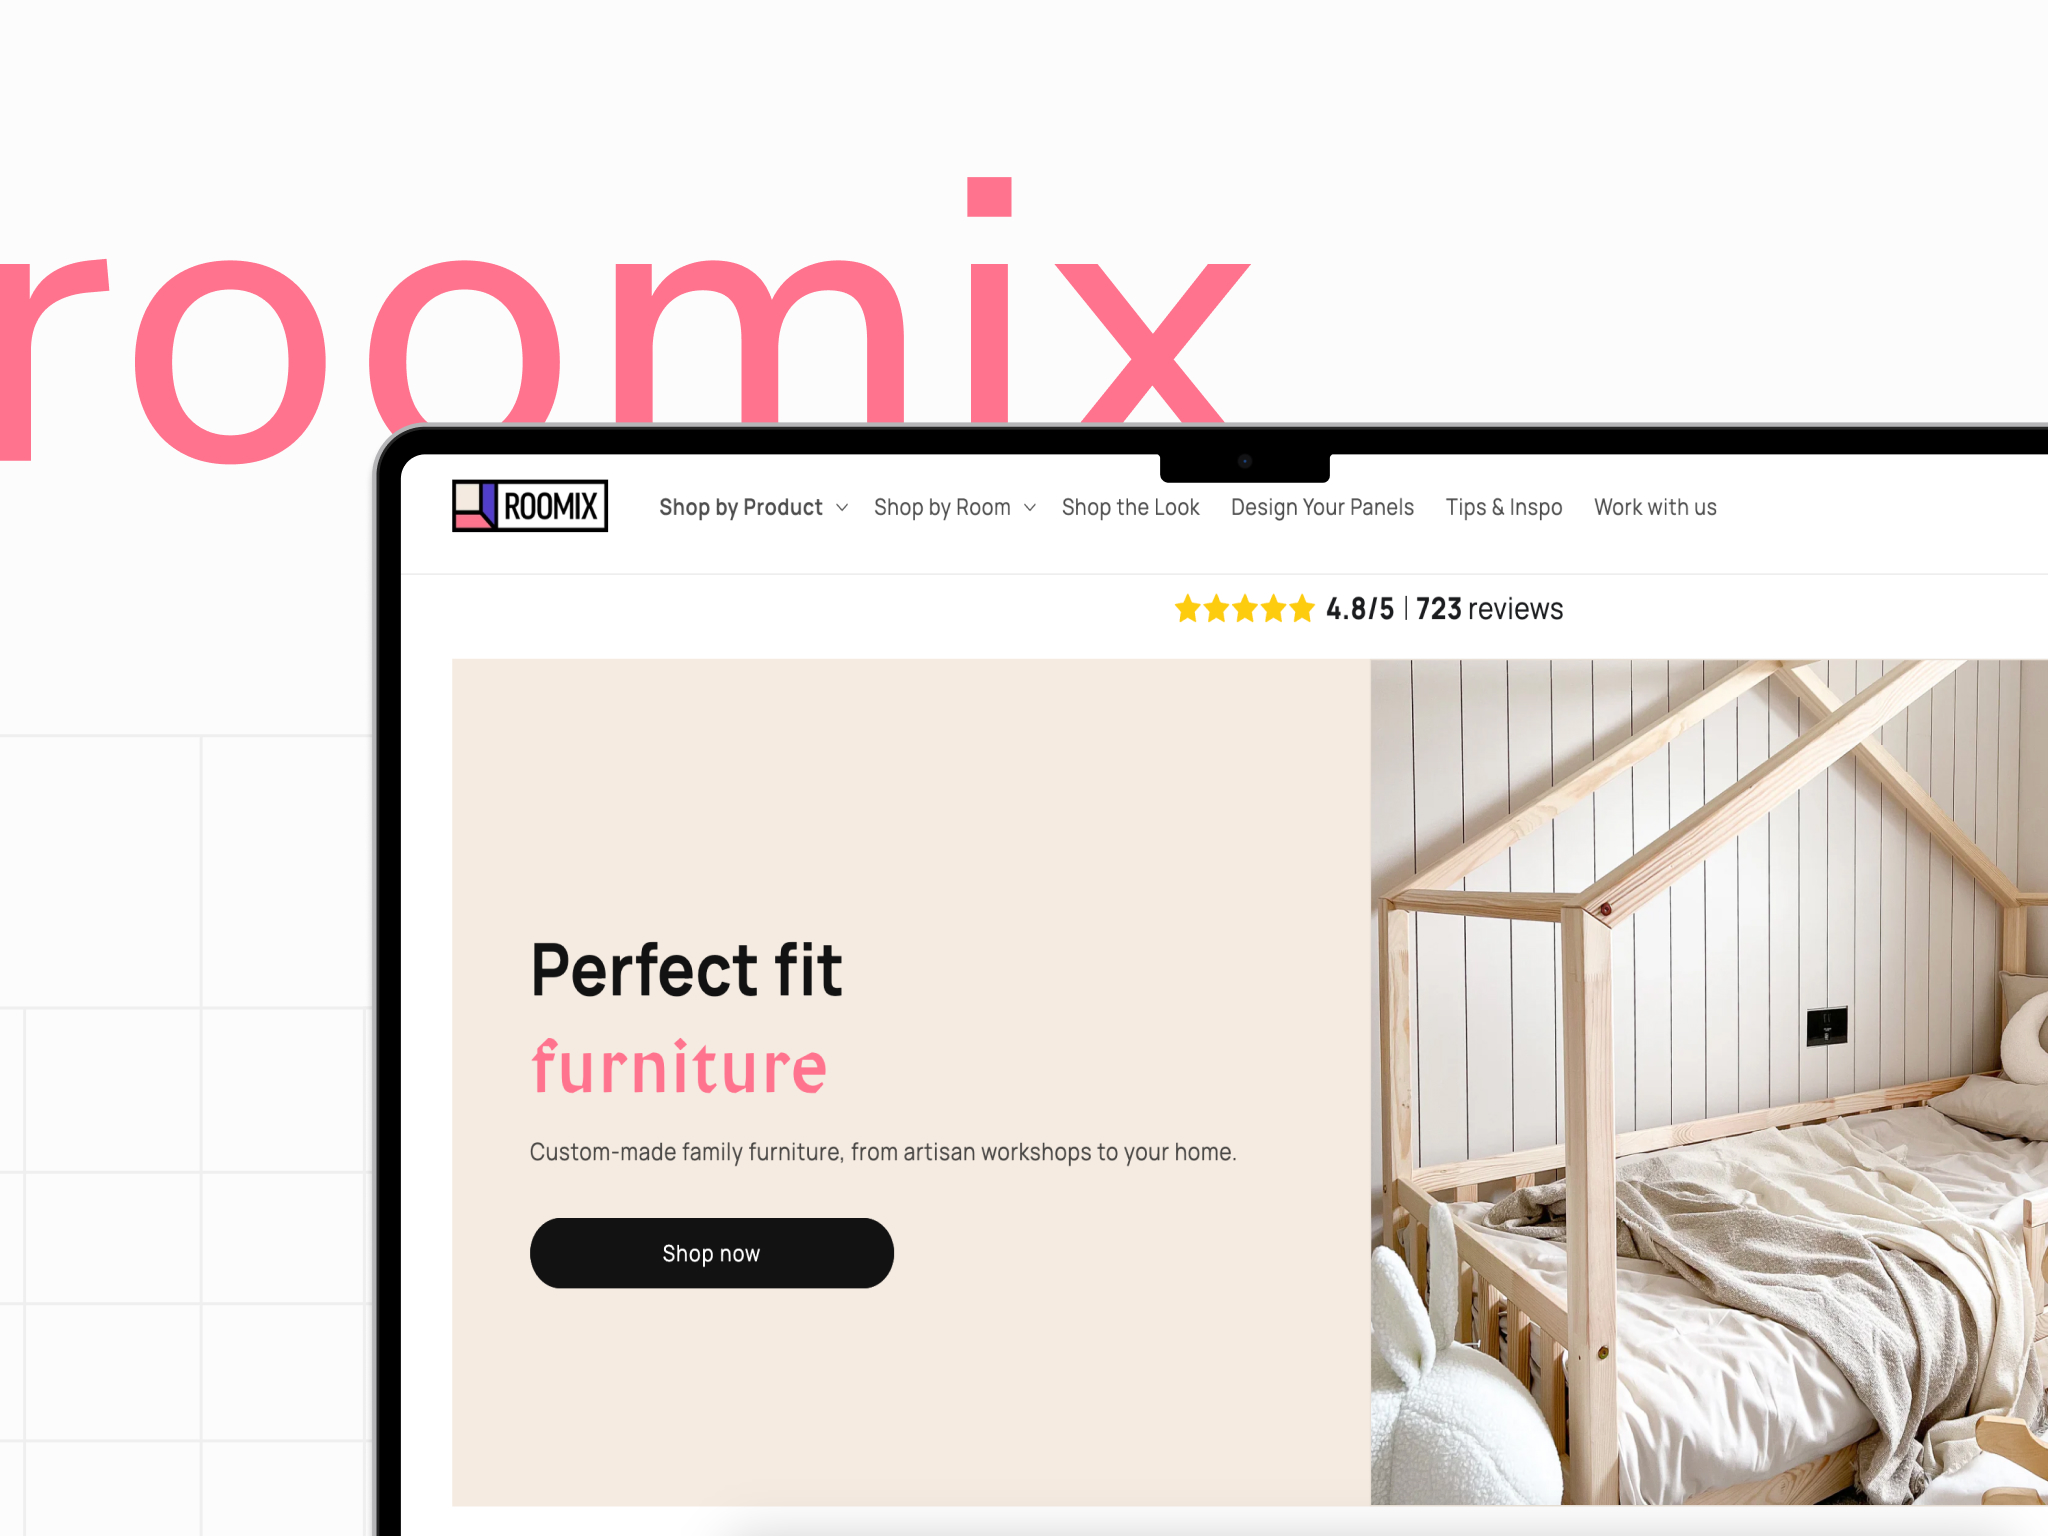 roomix
ROOMIX
Shop by Product
Shop by Room
Shop the Look
Design Your Panels
Tips & Inspo
Work with us
4.8/5 | 723 reviews
Perfect fit
furniture
Custom-made family furniture, from artisan workshops to your home.
Shop now